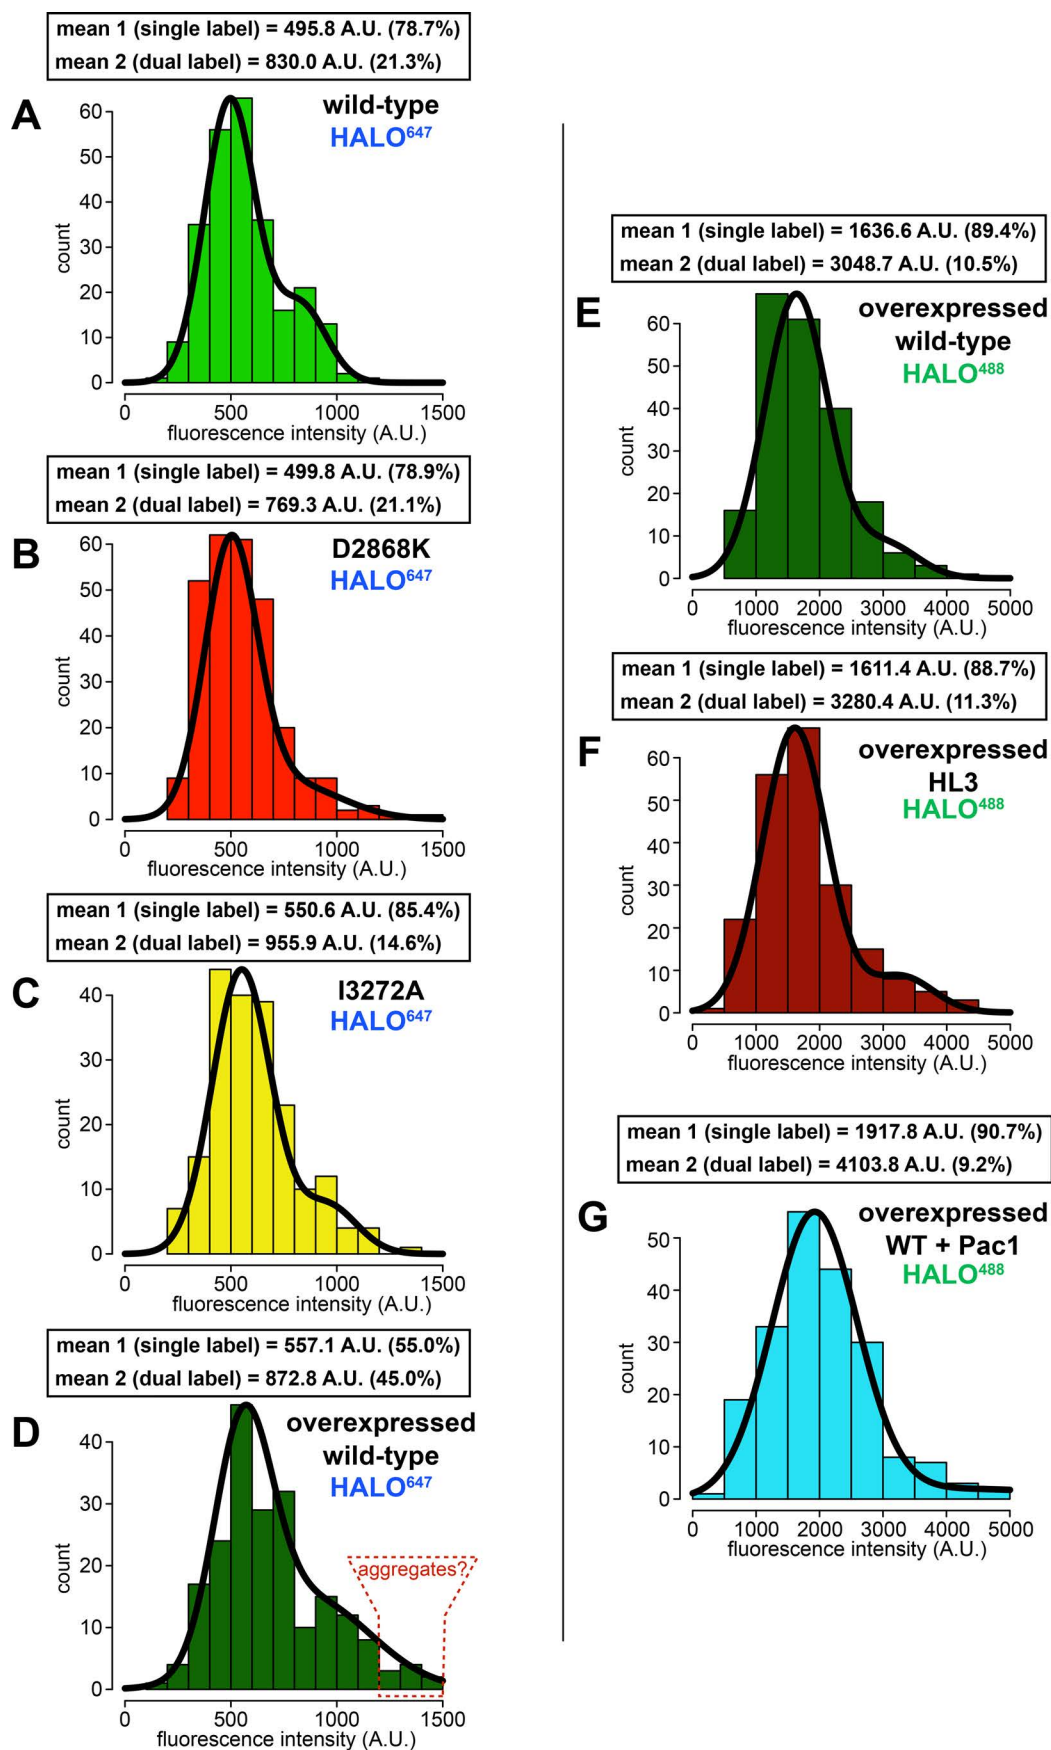 mean 1 (single label) = 495.8 A.U. (78.7%)
mean 2 (dual label) = 830.0 A.U. (21.3%)
A
wild-type
HALO⁶⁴⁷
60
50
40
30
20
10
0
count
0 500 1000 1500
fluorescence intensity (A.U.)
mean 1 (single label) = 499.8 A.U. (78.9%)
mean 2 (dual label) = 769.3 A.U. (21.1%)
B
D2868K
HALO⁶⁴⁷
60
50
40
30
20
10
0
count
0 500 1000 1500
fluorescence intensity (A.U.)
mean 1 (single label) = 550.6 A.U. (85.4%)
mean 2 (dual label) = 955.9 A.U. (14.6%)
C
I3272A
HALO⁶⁴⁷
40
30
20
10
0
count
0 500 1000 1500
fluorescence intensity (A.U.)
mean 1 (single label) = 557.1 A.U. (55.0%)
mean 2 (dual label) = 872.8 A.U. (45.0%)
D
overexpressed
wild-type
HALO⁶⁴⁷
aggregates?
40
30
20
10
0
count
0 500 1000 1500
fluorescence intensity (A.U.)
mean 1 (single label) = 1636.6 A.U. (89.4%)
mean 2 (dual label) = 3048.7 A.U. (10.5%)
E
overexpressed
wild-type
HALO⁴⁸⁸
60
50
40
30
20
10
0
count
0 1000 2000 3000 4000 5000
fluorescence intensity (A.U.)
mean 1 (single label) = 1611.4 A.U. (88.7%)
mean 2 (dual label) = 3280.4 A.U. (11.3%)
F
overexpressed
HL3
HALO⁴⁸⁸
60
50
40
30
20
10
0
count
0 1000 2000 3000 4000 5000
fluorescence intensity (A.U.)
mean 1 (single label) = 1917.8 A.U. (90.7%)
mean 2 (dual label) = 4103.8 A.U. (9.2%)
G
overexpressed
WT + Pac1
HALO⁴⁸⁸
50
40
30
20
10
0
count
0 1000 2000 3000 4000 5000
fluorescence intensity (A.U.)